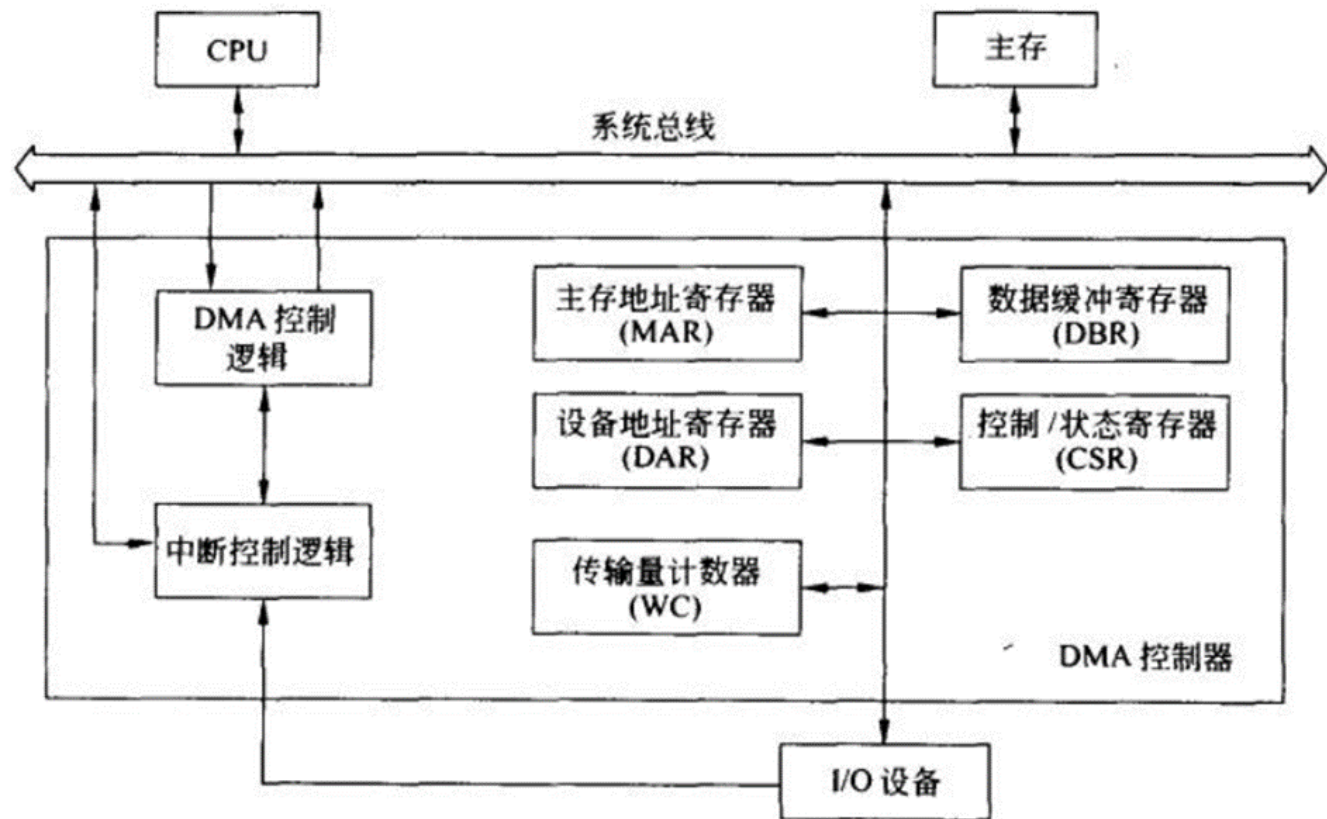 CPU
主存
系统总线
DMA 控制
逻辑
主存地址寄存器
(MAR)
数据缓冲寄存器
(DBR)
设备地址寄存器
(DAR)
控制/状态寄存器
(CSR)
中断控制逻辑
传输量计数器
(WC)
DMA 控制器
I/O 设备